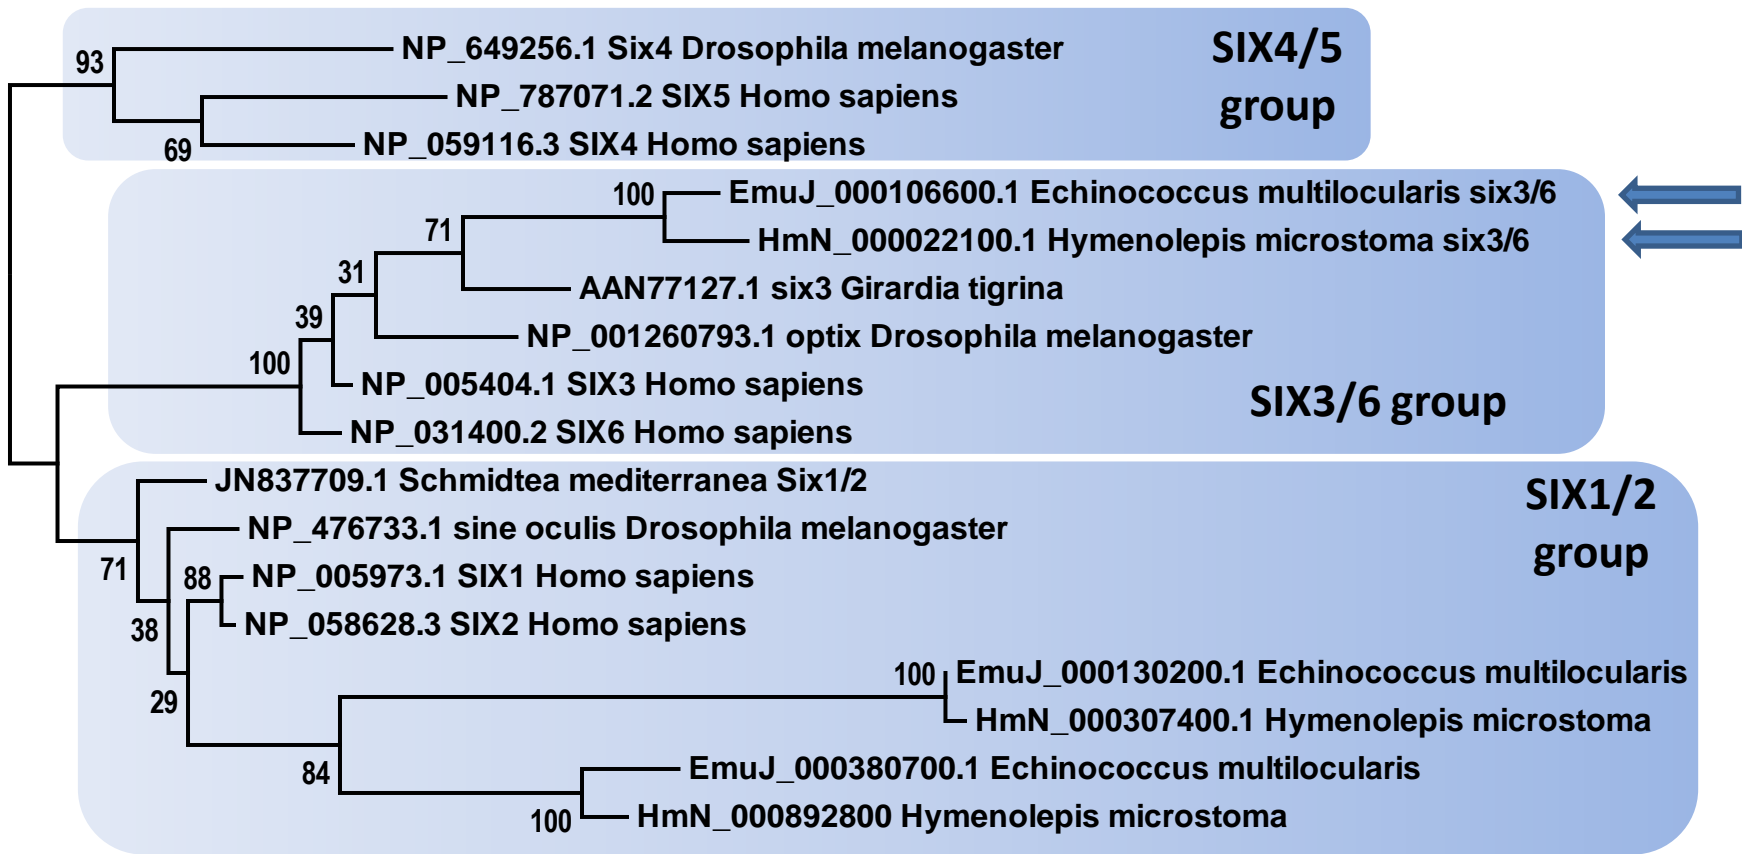 93
NP_649256.1 Six4 Drosophila melanogaster
SIX4/5
group
NP_787071.2 SIX5 Homo sapiens
69
NP_059116.3 SIX4 Homo sapiens
100
EmuJ_000106600.1 Echinococcus multilocularis six3/6
71
HmN_000022100.1 Hymenolepis microstoma six3/6
31
AAN77127.1 six3 Girardia tigrina
39
NP_001260793.1 optix Drosophila melanogaster
100
NP_005404.1 SIX3 Homo sapiens
SIX3/6 group
NP_031400.2 SIX6 Homo sapiens
JN837709.1 Schmidtea mediterranea Six1/2
SIX1/2
group
NP_476733.1 sine oculis Drosophila melanogaster
71
88
NP_005973.1 SIX1 Homo sapiens
38
NP_058628.3 SIX2 Homo sapiens
100
EmuJ_000130200.1 Echinococcus multilocularis
29
HmN_000307400.1 Hymenolepis microstoma
84
EmuJ_000380700.1 Echinococcus multilocularis
100
HmN_000892800 Hymenolepis microstoma